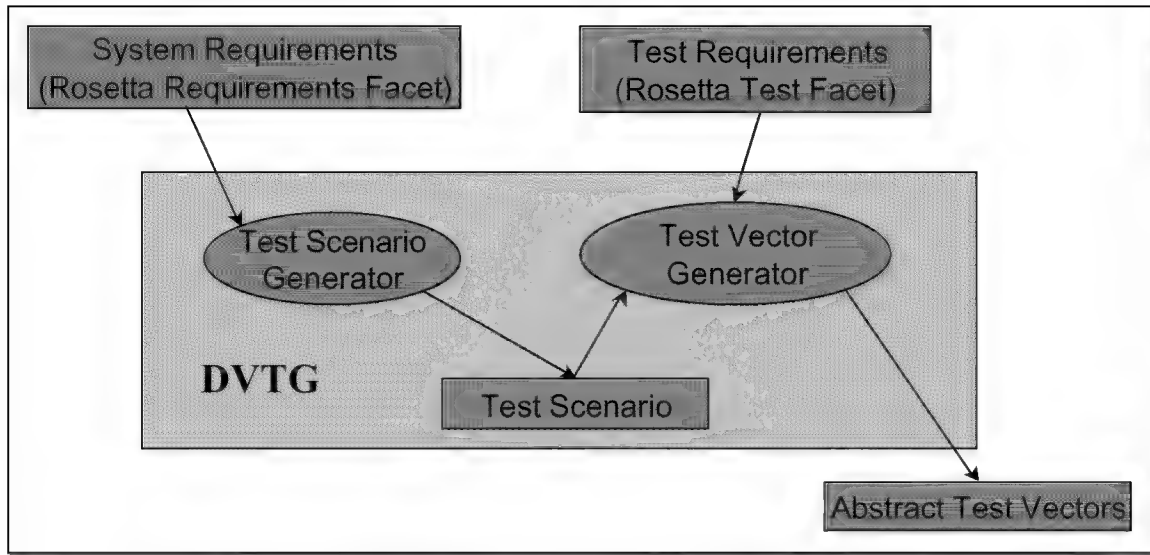 System Requirements
(Rosetta Requirements Facet)
Test Requirements
(Rosetta Test Facet)
Test Scenario
Generator
Test Vector
Generator
DVTG
Test Scenario
Abstract Test Vectors